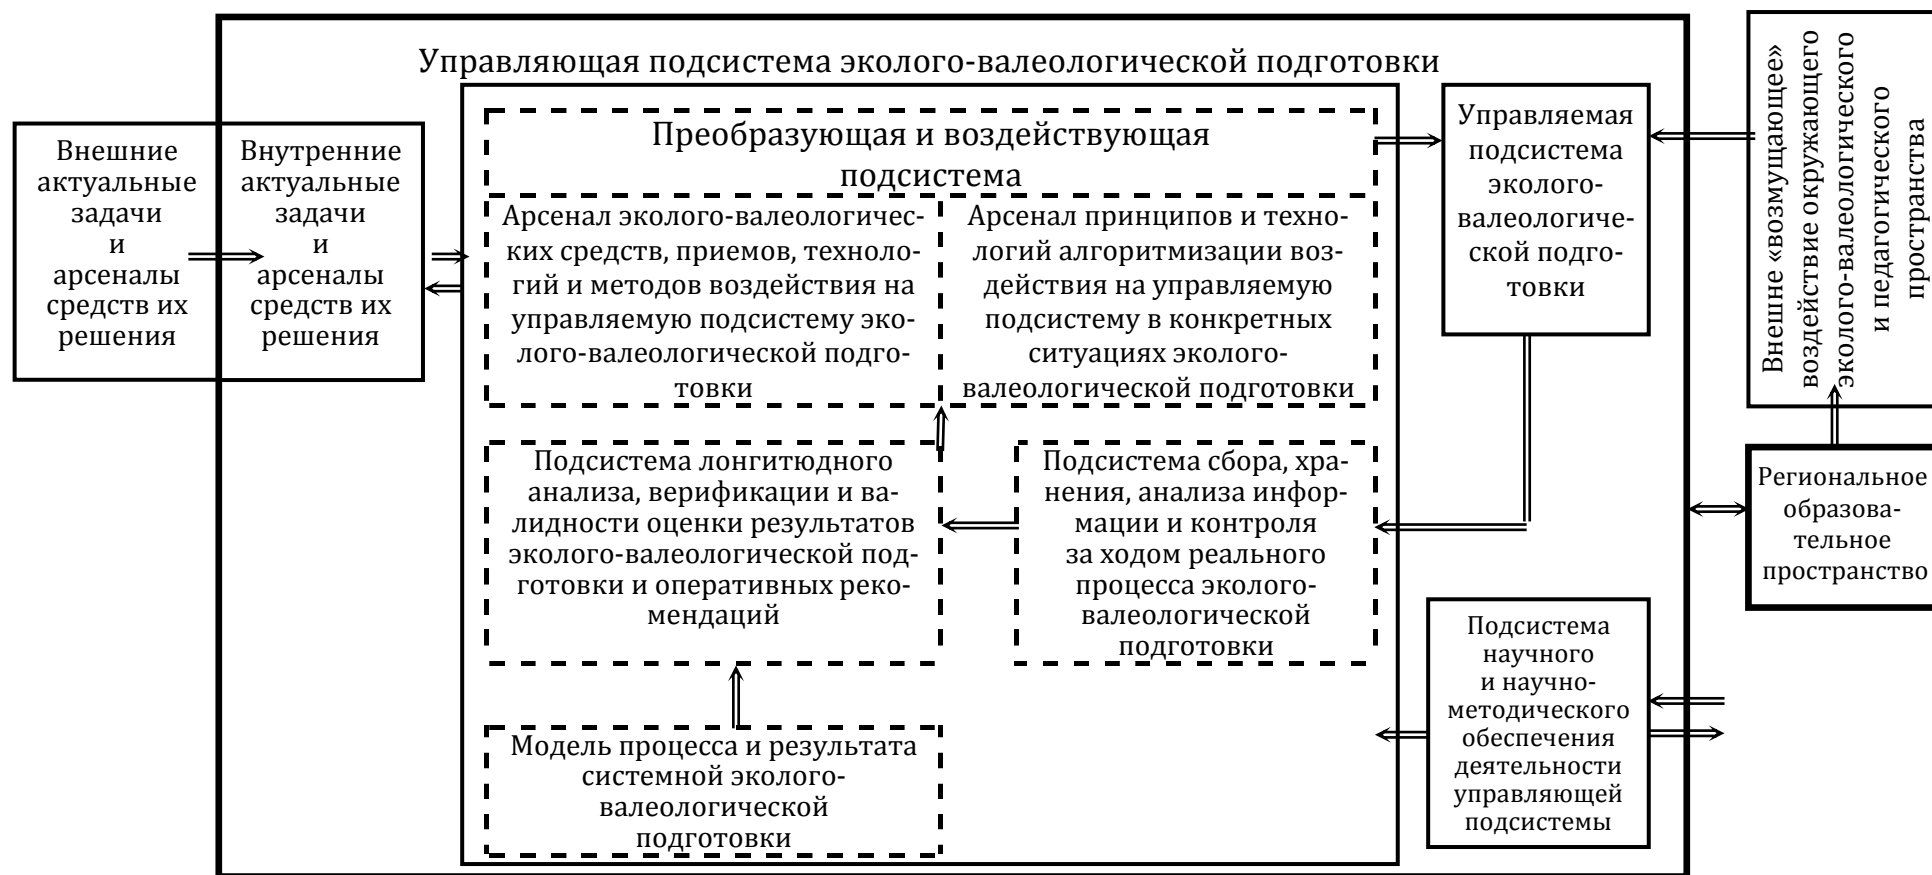 Управляющая подсистема эколого-валеологической подготовки
Внешние
актуальные
задачи
и
арсеналы
средств их
решения
Внутренние
актуальные
задачи
и
арсеналы
средств их
решения
Преобразующая и воздействующая
подсистема
Арсенал эколого-валеологичес-
ких средств, приемов, техноло-
гий и методов воздействия на
управляемую подсистему эко-
лого-валеологической подго-
товки
Арсенал принципов и техно-
логий алгоритмизации воз-
действия на управляемую
подсистему в конкретных
ситуациях эколого-
валеологической подготовки
Подсистема лонгитюдного
анализа, верификации и ва-
лидности оценки результатов
эколого-валеологической под-
готовки и оперативных реко-
мендаций
Подсистема сбора, хра-
нения, анализа инфор-
мации и контроля
за ходом реального
процесса эколого-
валеологической
подготовки
Модель процесса и результата
системной эколого-
валеологической
подготовки
Управляемая
подсистема
эколого-
валеологиче-
ской подго-
товки
Подсистема
научного
и научно-
методического
обеспечения
деятельности
управляющей
подсистемы
Внешне «возмущающее»
воздействие окружающего
эколого-валеологического
и педагогического
пространства
Региональное
образова-
тельное
пространство